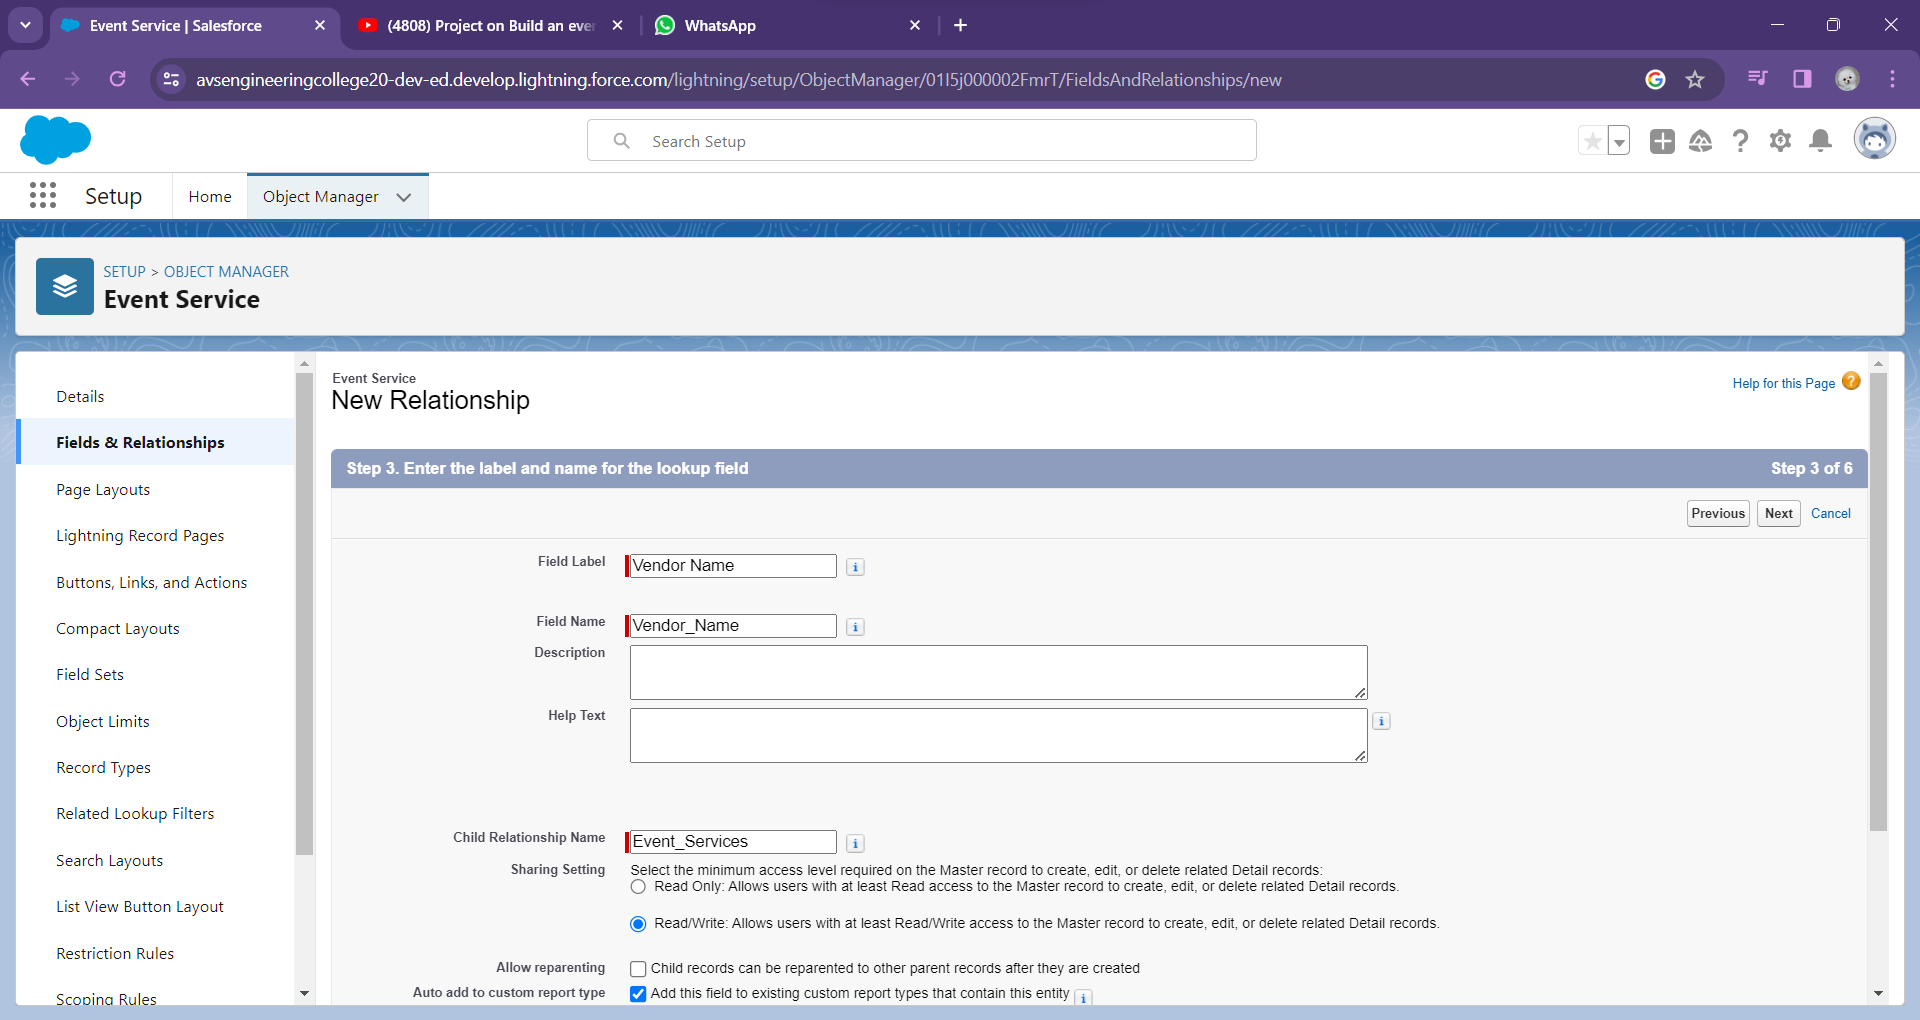 Event Service | Salesforce
(4808) Project on Build an eve
WhatsApp
avsengineeringcollege20-dev-ed.develop.lightning.force.com/lightning/setup/ObjectManager/01I5j000002FmrT/FieldsAndRelationships/new
Search Setup
Setup
Home
Object Manager
SETUP > OBJECT MANAGER
Event Service
Details
Fields & Relationships
Page Layouts
Lightning Record Pages
Buttons, Links, and Actions
Compact Layouts
Field Sets
Object Limits
Record Types
Related Lookup Filters
Search Layouts
List View Button Layout
Restriction Rules
Scoping Rules
Event Service
New Relationship
Help for this Page
Step 3. Enter the label and name for the lookup field
Step 3 of 6
Previous
Next
Cancel
Field Label
Vendor Name
Field Name
Vendor_Name
Description
Help Text
Child Relationship Name
Event_Services
Sharing Setting
Select the minimum access level required on the Master record to create, edit, or delete related Detail records:
Read Only: Allows users with at least Read access to the Master record to create, edit, or delete related Detail records.
Read/Write: Allows users with at least Read/Write access to the Master record to create, edit, or delete related Detail records.
Allow reparenting
Child records can be reparented to other parent records after they are created
Auto add to custom report type
Add this field to existing custom report types that contain this entity